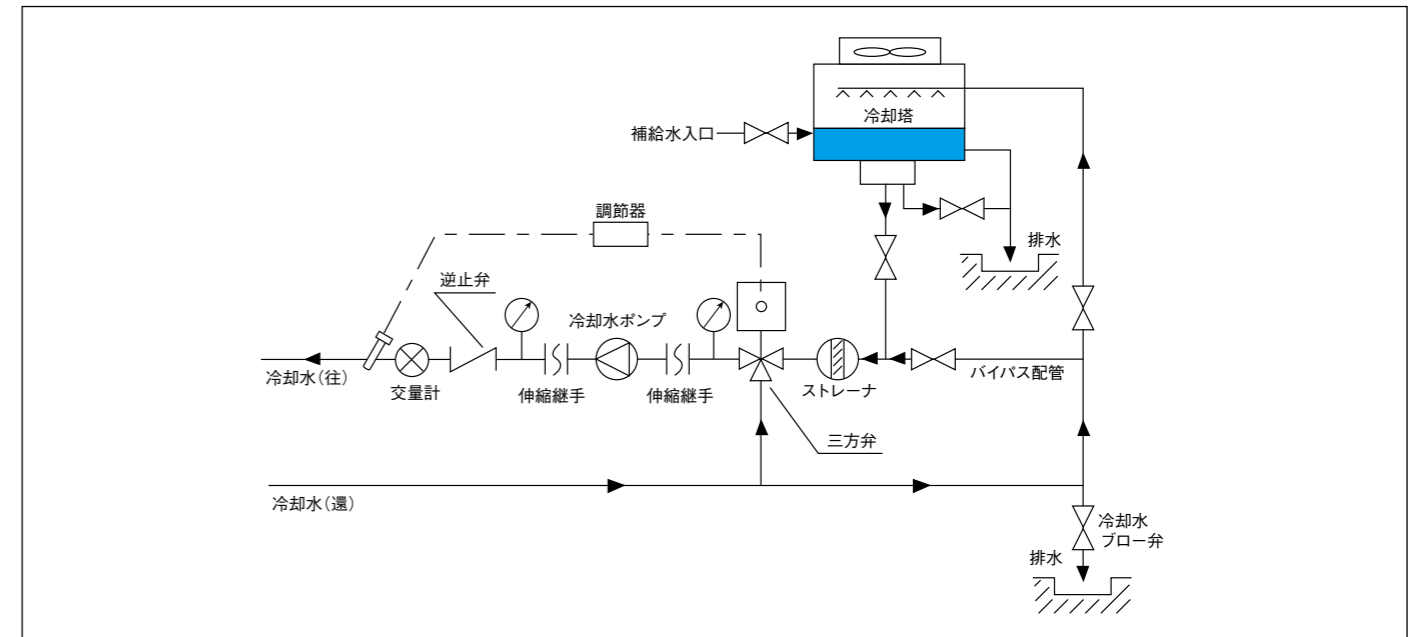 冷却塔
補給水入口
調節器
排水
逆止弁
冷却水ポンプ
冷却水(往)
交量計
伸縮継手
伸縮継手
ストレーナ
バイパス配管
三方弁
冷却水(還)
冷却水
ブロー弁
排水